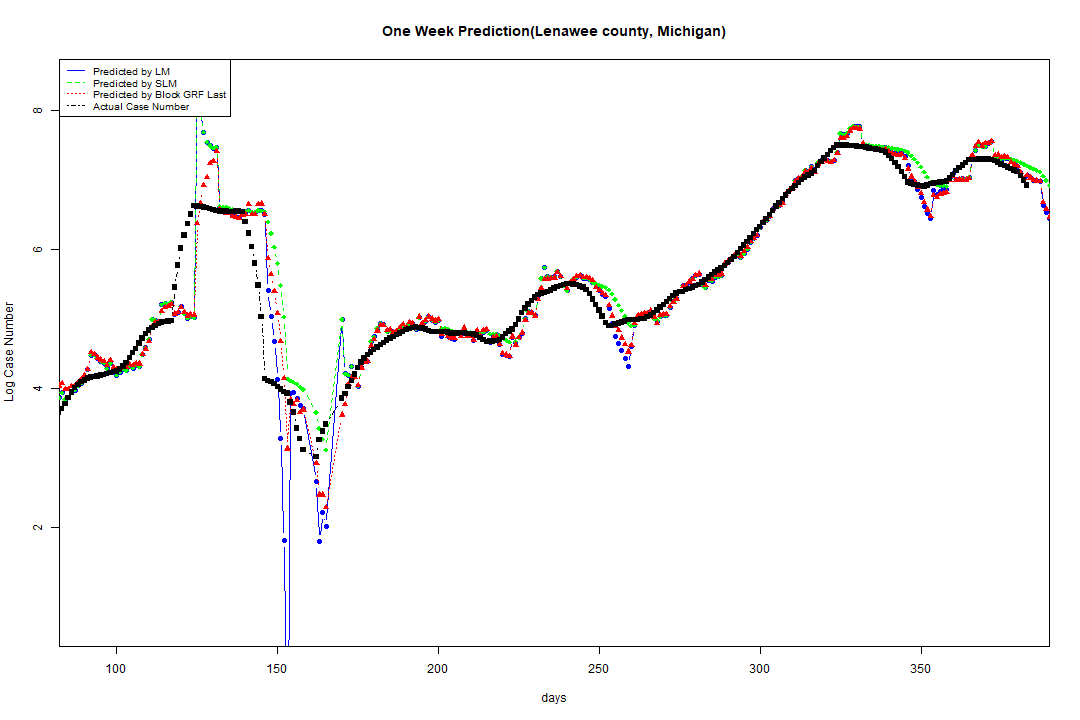 One Week Prediction(Lenawee county, Michigan)
Predicted by LM
Predicted by SLM
Predicted by Block GRF Last
Actual Case Number
8
6
4
2
Log Case Number
100 150 200 250 300 350
days